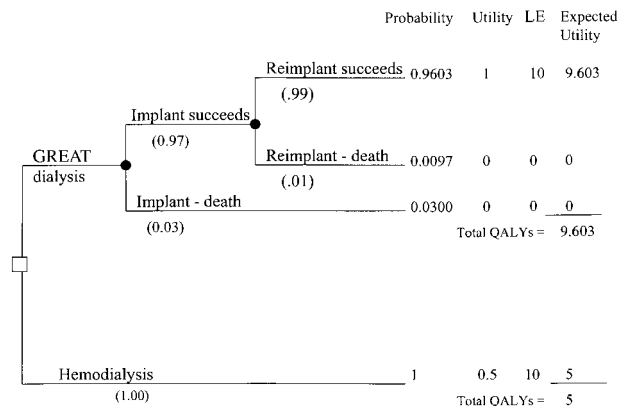 Probability Utility LE Expected Utility
Reimplant succeeds 0.9603 1 10 9.603
(.99)
Implant succeeds
(0.97)
GREAT
dialysis
Reimplant - death 0.0097 0 0 0
(.01)
Implant - death 0.0300 0 0 0
(0.03)
Total QALYs = 9.603
Hemodialysis 1 0.5 10 5
(1.00)
Total QALYs = 5